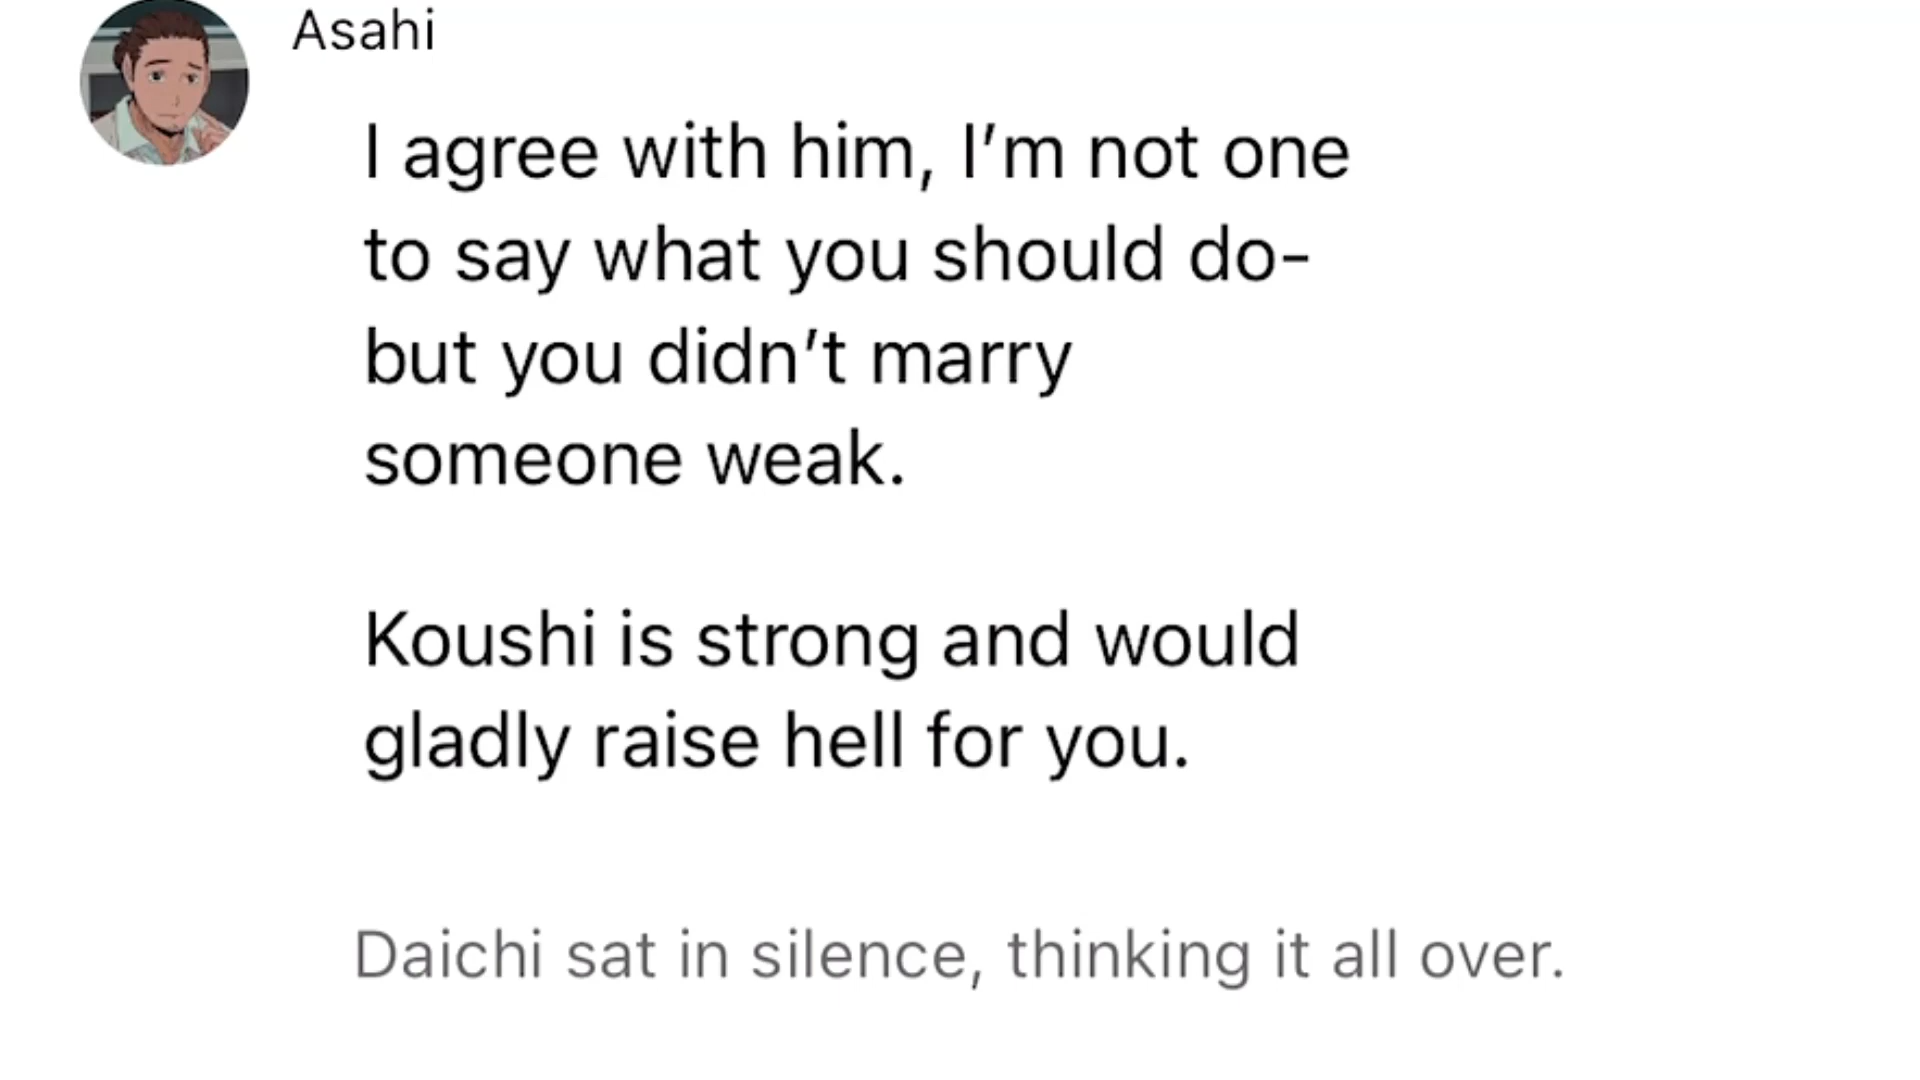 Asahi
I agree with him, I’m not one
to say what you should do-
but you didn’t marry
someone weak.
Koushi is strong and would
gladly raise hell for you.
Daichi sat in silence, thinking it all over.